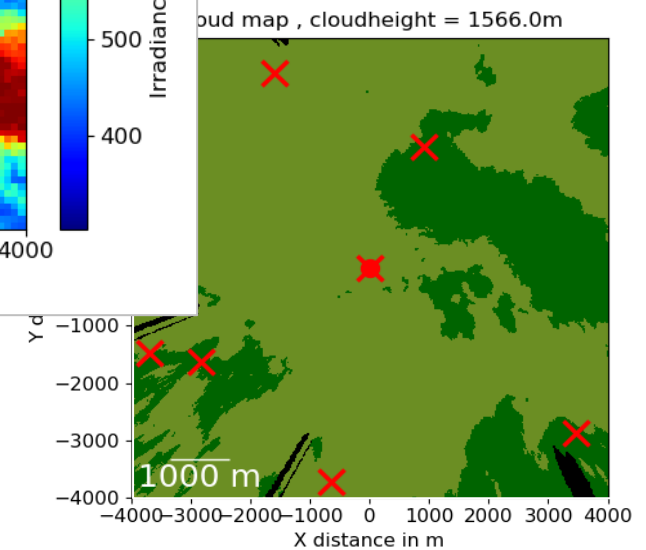 oud map , cloudheight = 1566.0m
500
400
Irradianc
4000
Y d
−1000
−2000
−3000
−4000
1000 m
−4000 −3000 −2000 −1000 0 1000 2000 3000 4000
X distance in m